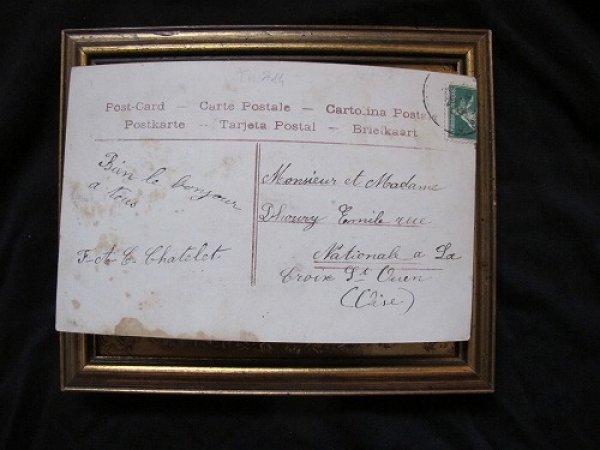 Post-Card – Carte Postale – Cartolina Postale
Postkarte – Tarjeta Postal – Briefkaart
Bien le bonjour
a tous
F. A. C. Chatelet
Monsieur et Madame
Dhoury Emile rue
Nationale a La
Croix St Ouen
(Oise)